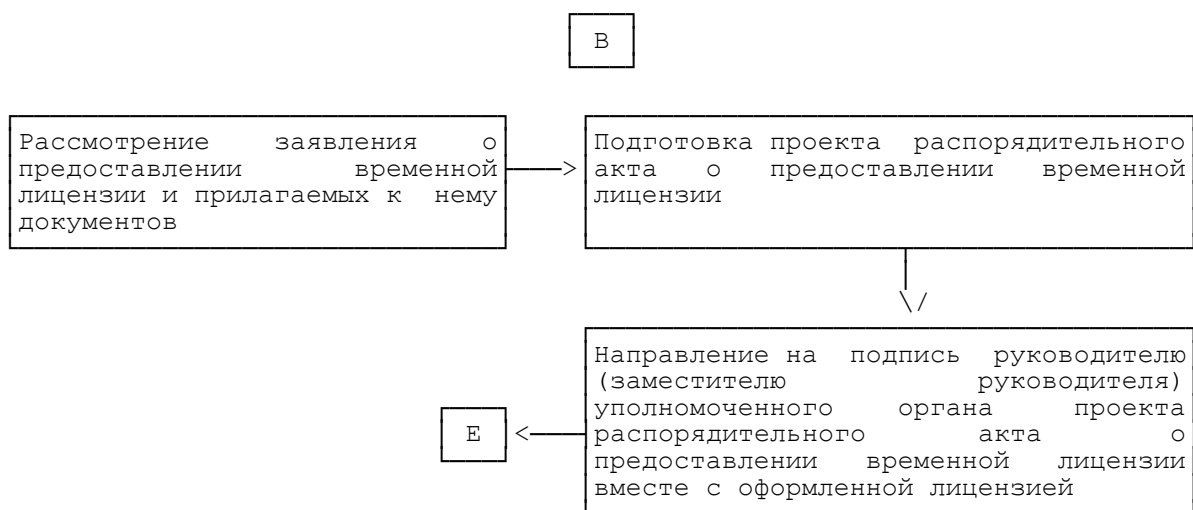 В
Рассмотрение заявления о
предоставлении временной
лицензии и прилагаемых к нему
документов
Подготовка проекта распорядительного
акта о предоставлении временной
лицензии
Направление на подпись руководителю
(заместителю руководителя)
уполномоченного органа проекта
распорядительного акта о
предоставлении временной лицензии
вместе с оформленной лицензией
Е